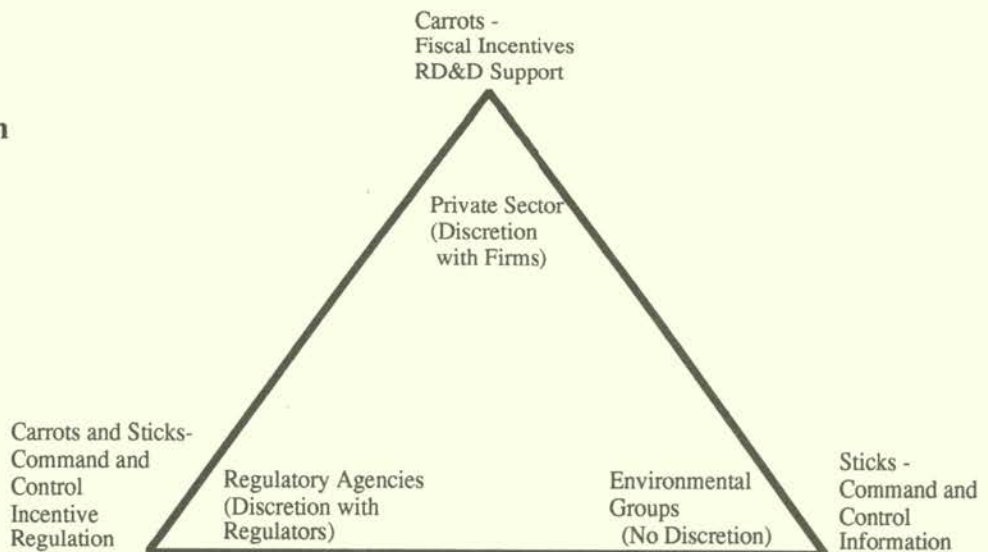 Carrots -
Fiscal Incentives
RD&D Support
Private Sector
(Discretion
with Firms)
Carrots and Sticks-
Command and
Control
Incentive
Regulation
Regulatory Agencies
(Discretion with
Regulators)
Environmental
Groups
(No Discretion)
Sticks -
Command and
Control
Information